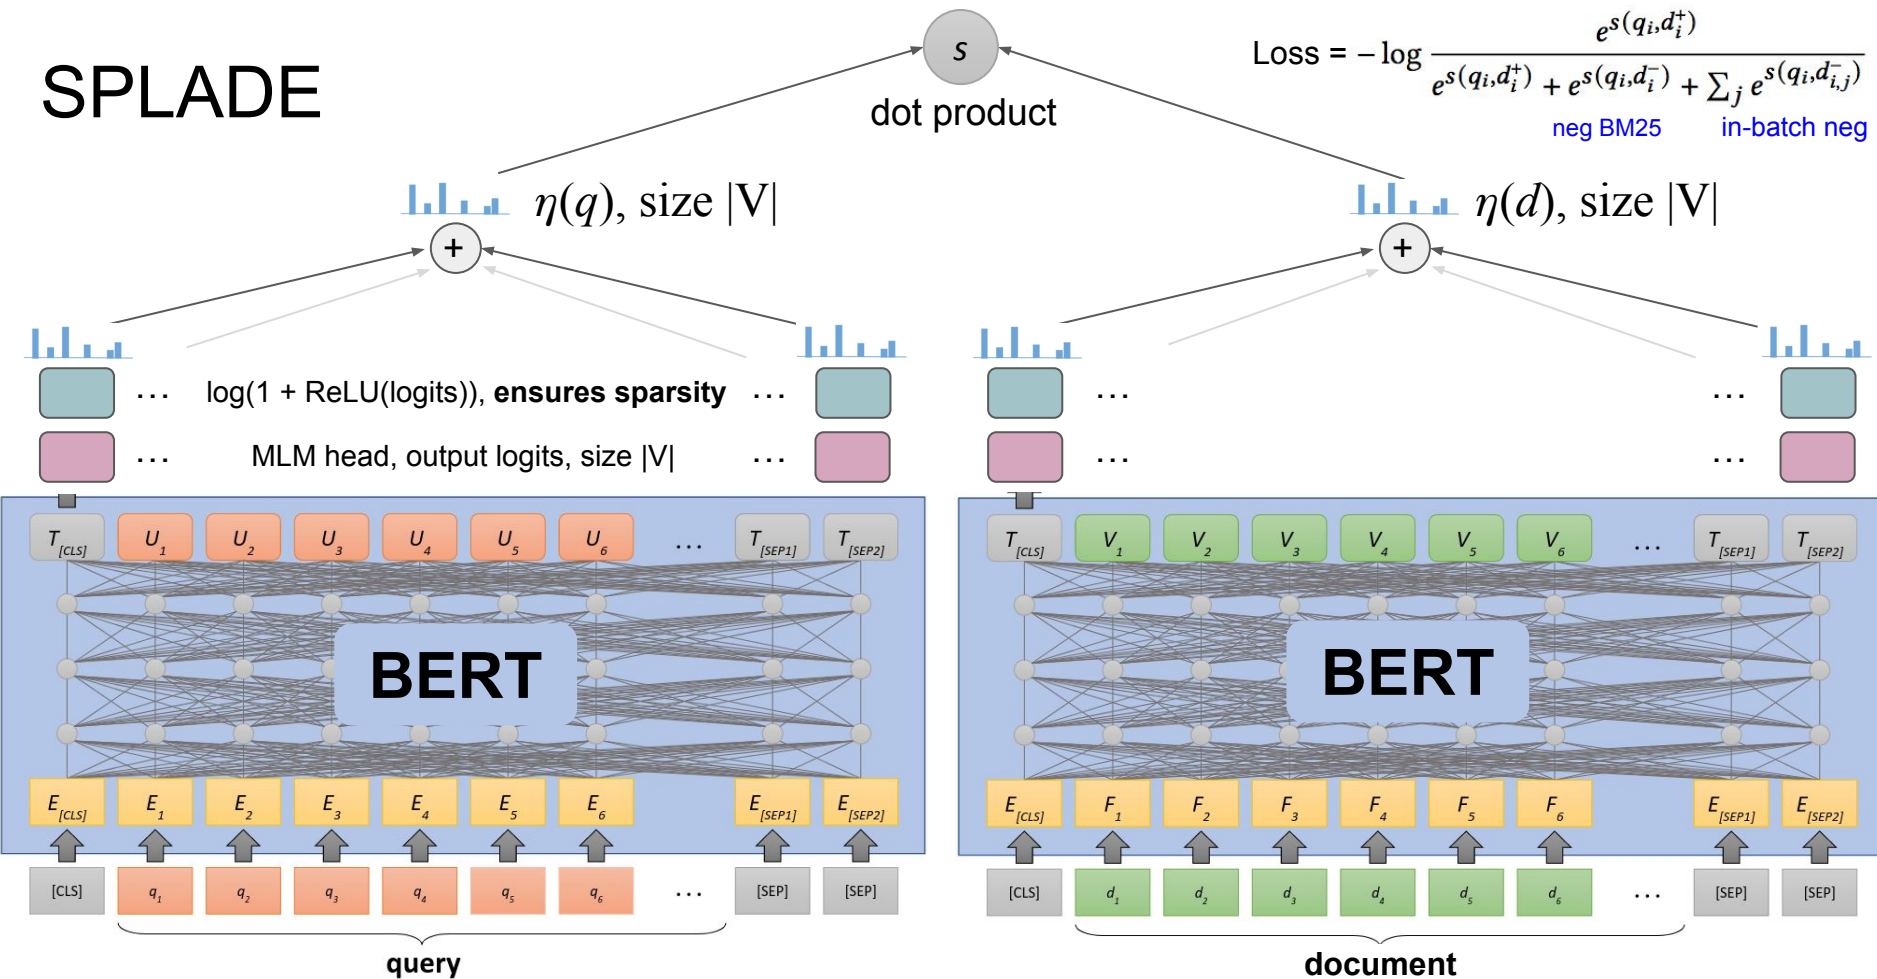 SPLADE
s
dot product
Loss = − log e^{s(q_i,d_i^+)} / e^{s(q_i,d_i^+)} + e^{s(q_i,d_i^-)} + ∑_j e^{s(q_i,d_{i,j}^-)}
neg BM25 in-batch neg
η(q), size |V|
η(d), size |V|
+
+
... log(1 + ReLU(logits)), ensures sparsity ...
... ...
... MLM head, output logits, size |V| ...
... ...
T[CLS] U1 U2 U3 U4 U5 U6 ... T[SEP1] T[SEP2]
BERT
E[CLS] E1 E2 E3 E4 E5 E6 E[SEP1] E[SEP2]
[CLS] q1 q2 q3 q4 q5 q6 ... [SEP] [SEP]
query
T[CLS] V1 V2 V3 V4 V5 V6 ... T[SEP1] T[SEP2]
BERT
E[CLS] F1 F2 F3 F4 F5 F6 E[SEP1] E[SEP2]
[CLS] d1 d2 d3 d4 d5 d6 ... [SEP] [SEP]
document